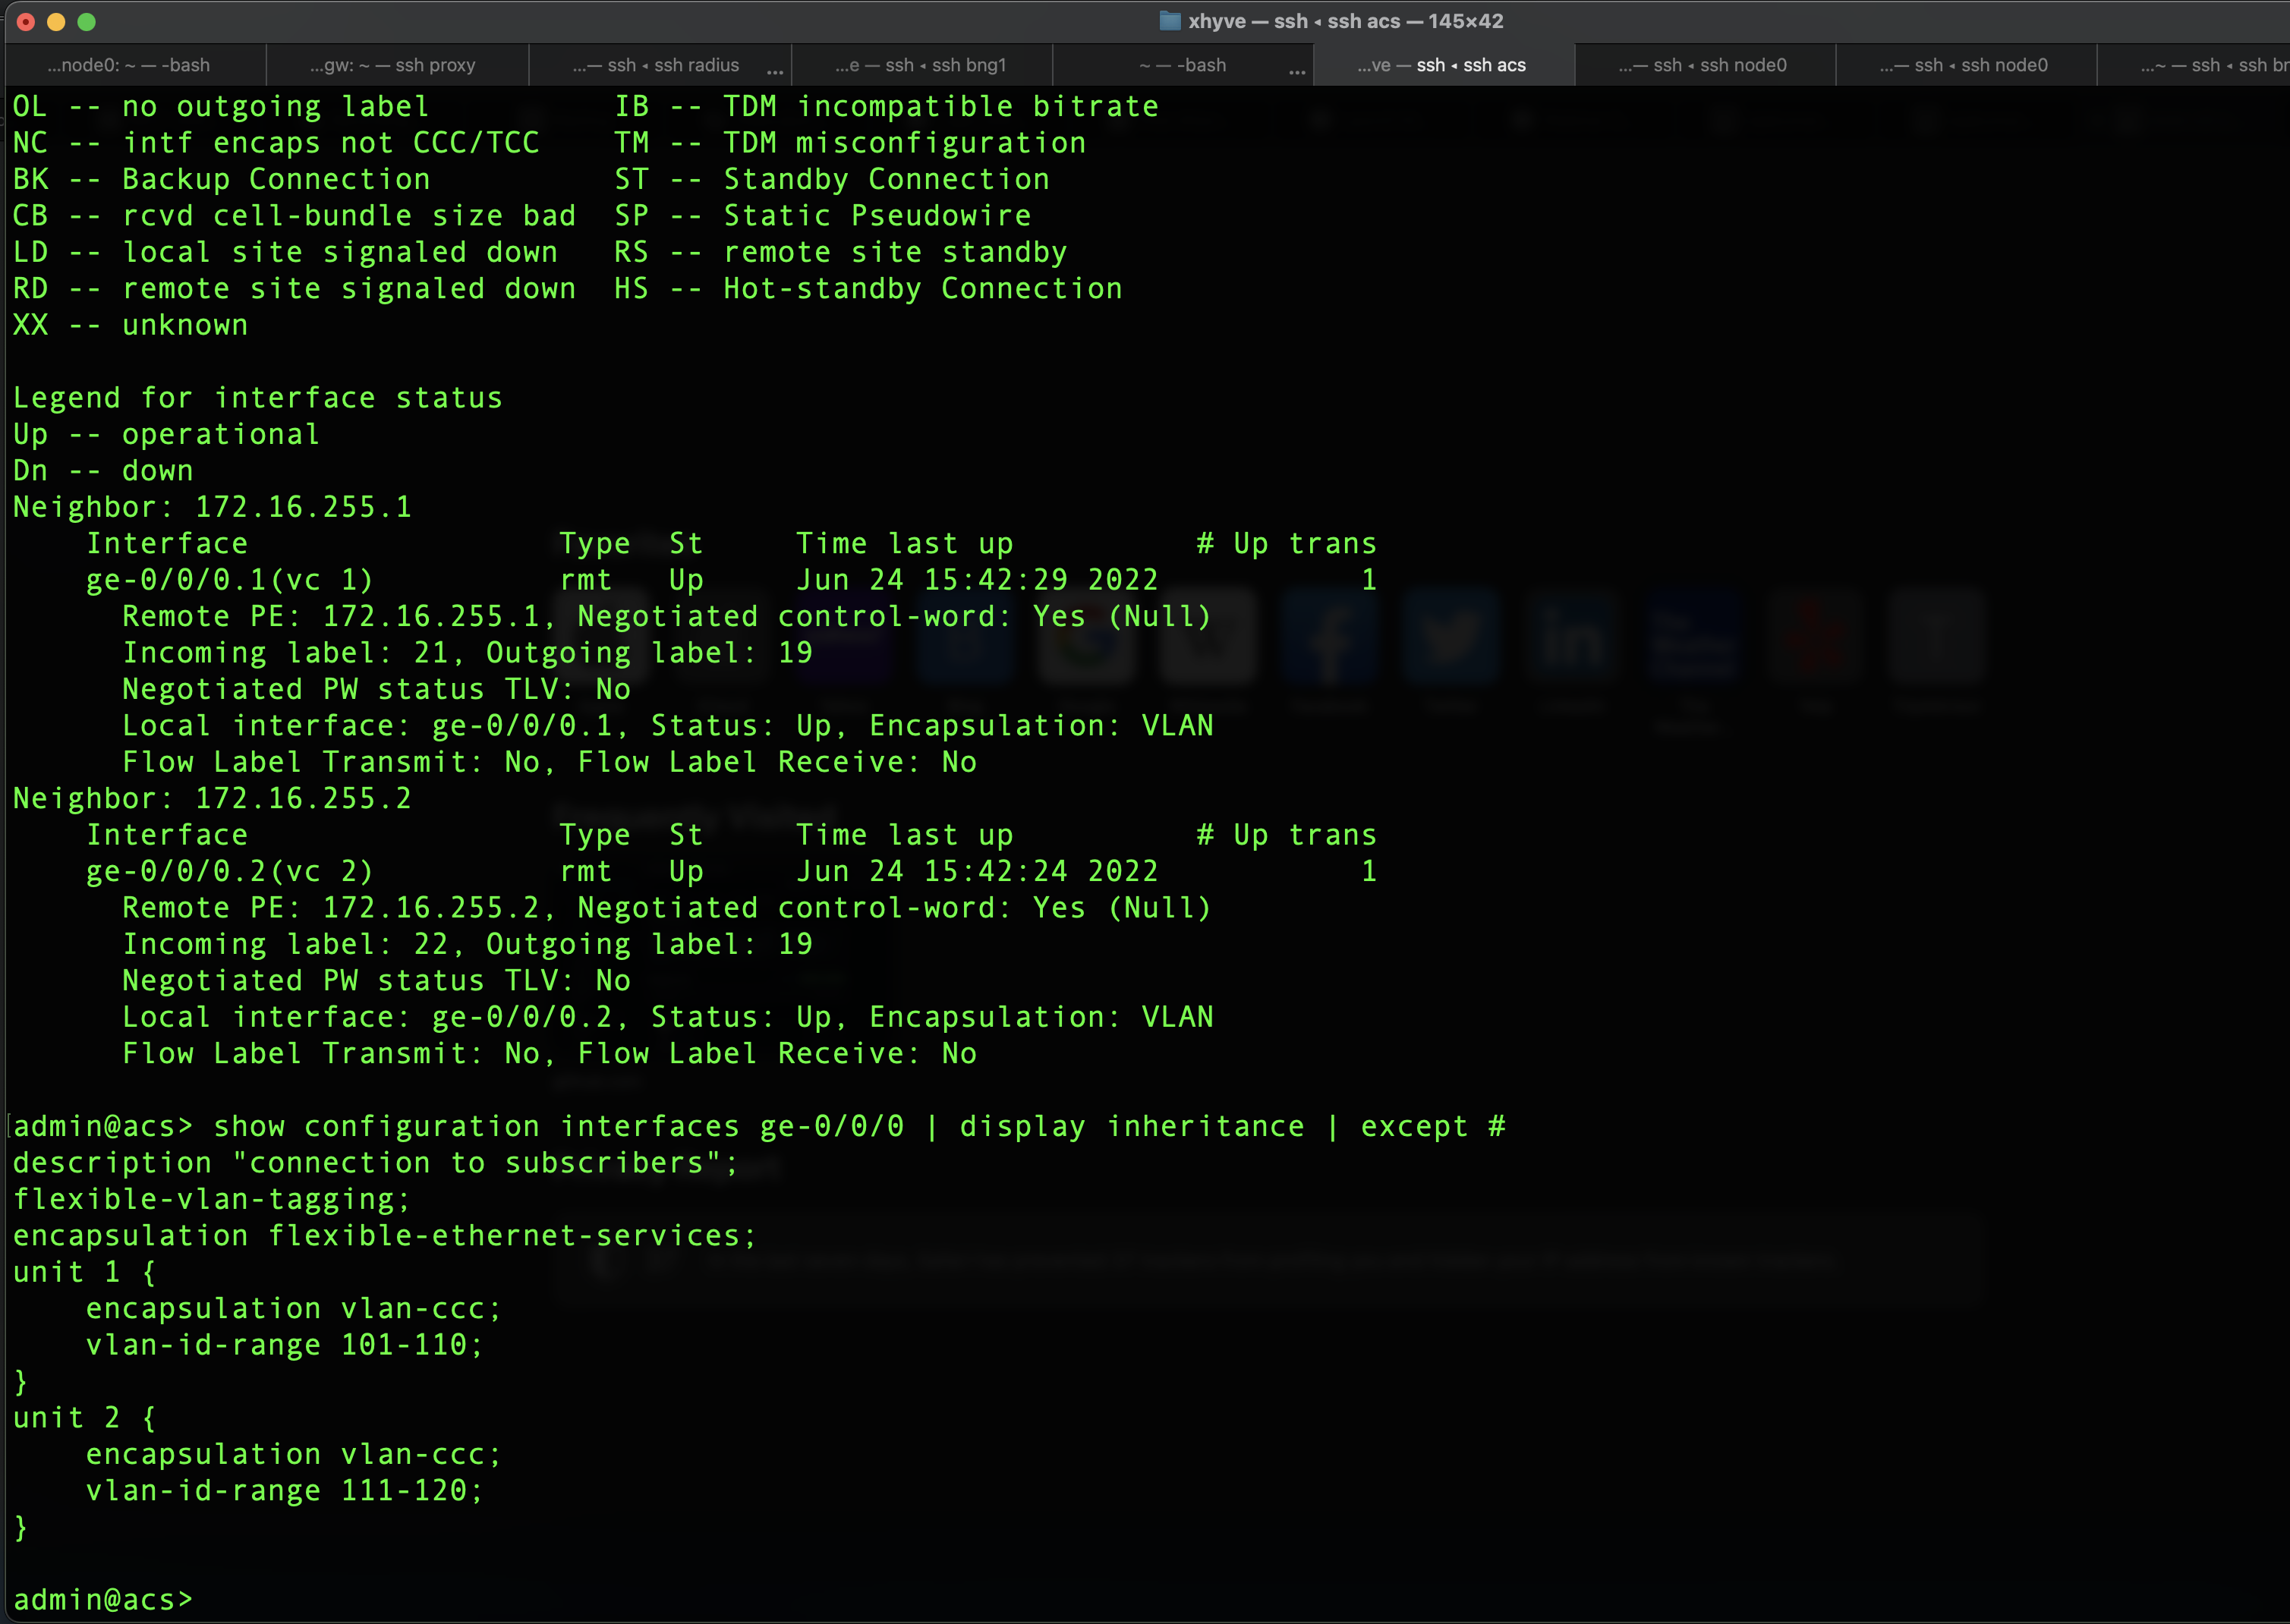 xhyve — ssh ◂ ssh acs — 145×42
...node0: ~ — -bash ...gw: ~ — ssh proxy ...— ssh ◂ ssh radius ... ...e — ssh ◂ ssh bng1 ~ — -bash ... ...ve — ssh ◂ ssh acs ...— ssh ◂ ssh node0 ...— ssh ◂ ssh node0 ...~ — ssh ◂ ssh br
OL -- no outgoing label          IB -- TDM incompatible bitrate
NC -- intf encaps not CCC/TCC    TM -- TDM misconfiguration
BK -- Backup Connection          ST -- Standby Connection
CB -- rcvd cell-bundle size bad  SP -- Static Pseudowire
LD -- local site signaled down   RS -- remote site standby
RD -- remote site signaled down  HS -- Hot-standby Connection
XX -- unknown

Legend for interface status
Up -- operational
Dn -- down
Neighbor: 172.16.255.1
    Interface                 Type  St     Time last up          # Up trans
    ge-0/0/0.1(vc 1)          rmt   Up     Jun 24 15:42:29 2022           1
      Remote PE: 172.16.255.1, Negotiated control-word: Yes (Null)
      Incoming label: 21, Outgoing label: 19
      Negotiated PW status TLV: No
      Local interface: ge-0/0/0.1, Status: Up, Encapsulation: VLAN
      Flow Label Transmit: No, Flow Label Receive: No
Neighbor: 172.16.255.2
    Interface                 Type  St     Time last up          # Up trans
    ge-0/0/0.2(vc 2)          rmt   Up     Jun 24 15:42:24 2022           1
      Remote PE: 172.16.255.2, Negotiated control-word: Yes (Null)
      Incoming label: 22, Outgoing label: 19
      Negotiated PW status TLV: No
      Local interface: ge-0/0/0.2, Status: Up, Encapsulation: VLAN
      Flow Label Transmit: No, Flow Label Receive: No

[admin@acs> show configuration interfaces ge-0/0/0 | display inheritance | except #
description "connection to subscribers";
flexible-vlan-tagging;
encapsulation flexible-ethernet-services;
unit 1 {
    encapsulation vlan-ccc;
    vlan-id-range 101-110;
}
unit 2 {
    encapsulation vlan-ccc;
    vlan-id-range 111-120;
}

admin@acs>